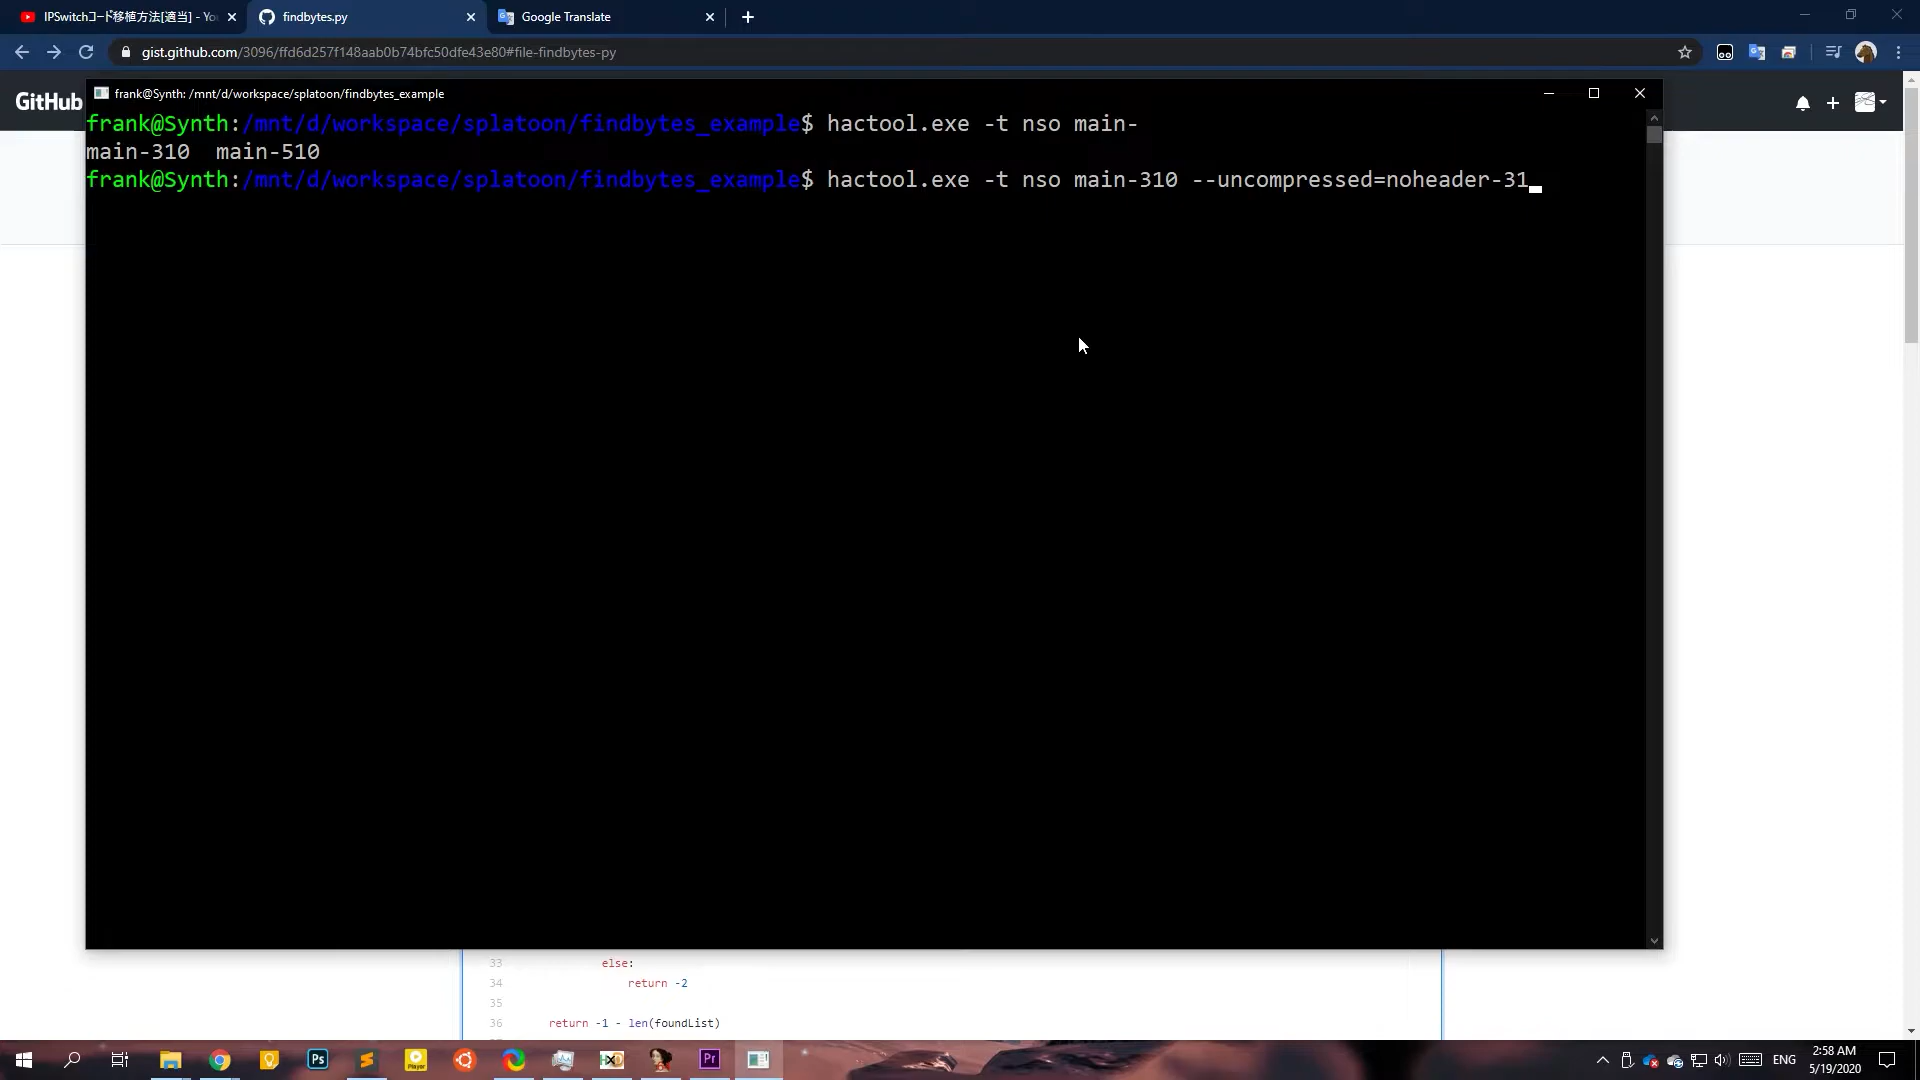 IPSwitchコード移植方法[適当] - Yo
findbytes.py
Google Translate
gist.github.com/3096/ffd6d257f148aab0b74bfc50dfe43e80#file-findbytes-py
GitHub
frank@Synth: /mnt/d/workspace/splatoon/findbytes_example
frank@Synth:/mnt/d/workspace/splatoon/findbytes_example$ hactool.exe -t nso main-
main-310  main-510
frank@Synth:/mnt/d/workspace/splatoon/findbytes_example$ hactool.exe -t nso main-310 --uncompressed=noheader-31
33 else:
34 return -2
35
36 return -1 - len(foundList)
Ps
Player
HXD
Pr
ENG
2:58 AM
5/19/2020